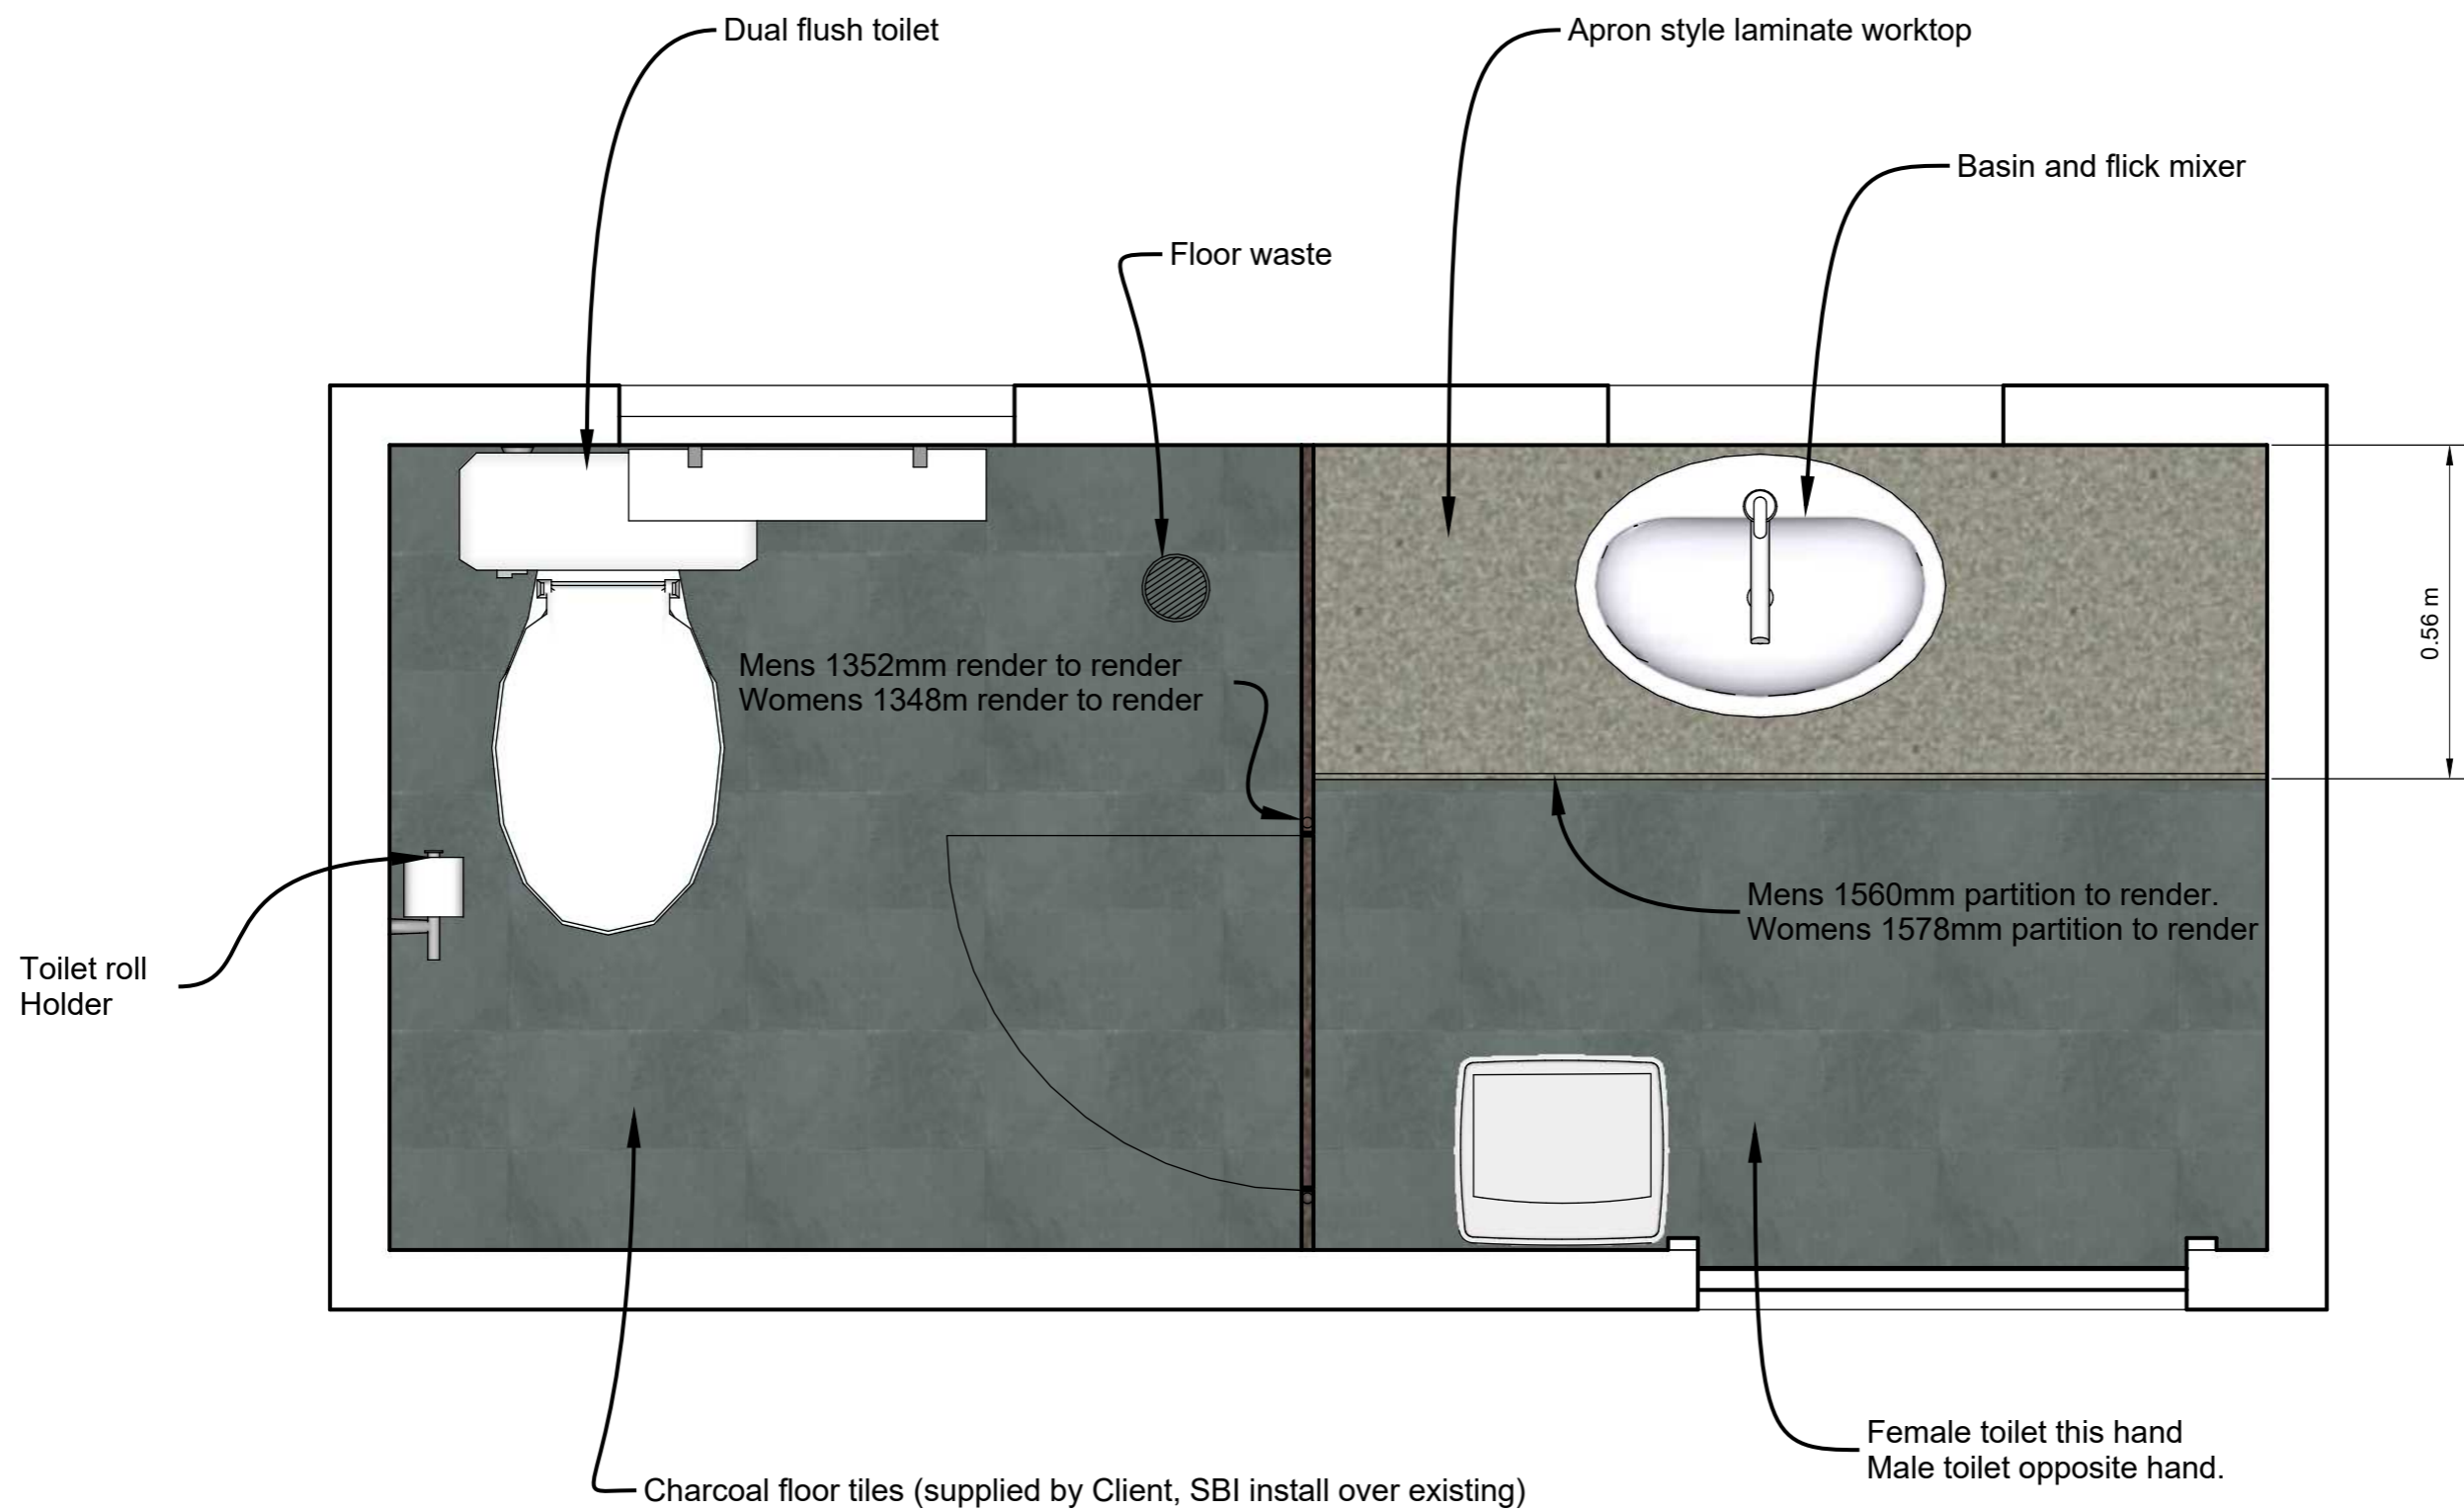 Dual flush toilet
Apron style laminate worktop
Basin and flick mixer
Floor waste
0.56 m
Mens 1352mm render to render
Womens 1348m render to render
Mens 1560mm partition to render.
Womens 1578mm partition to render
Toilet roll
Holder
Female toilet this hand
Male toilet opposite hand.
Charcoal floor tiles (supplied by Client, SBI install over existing)